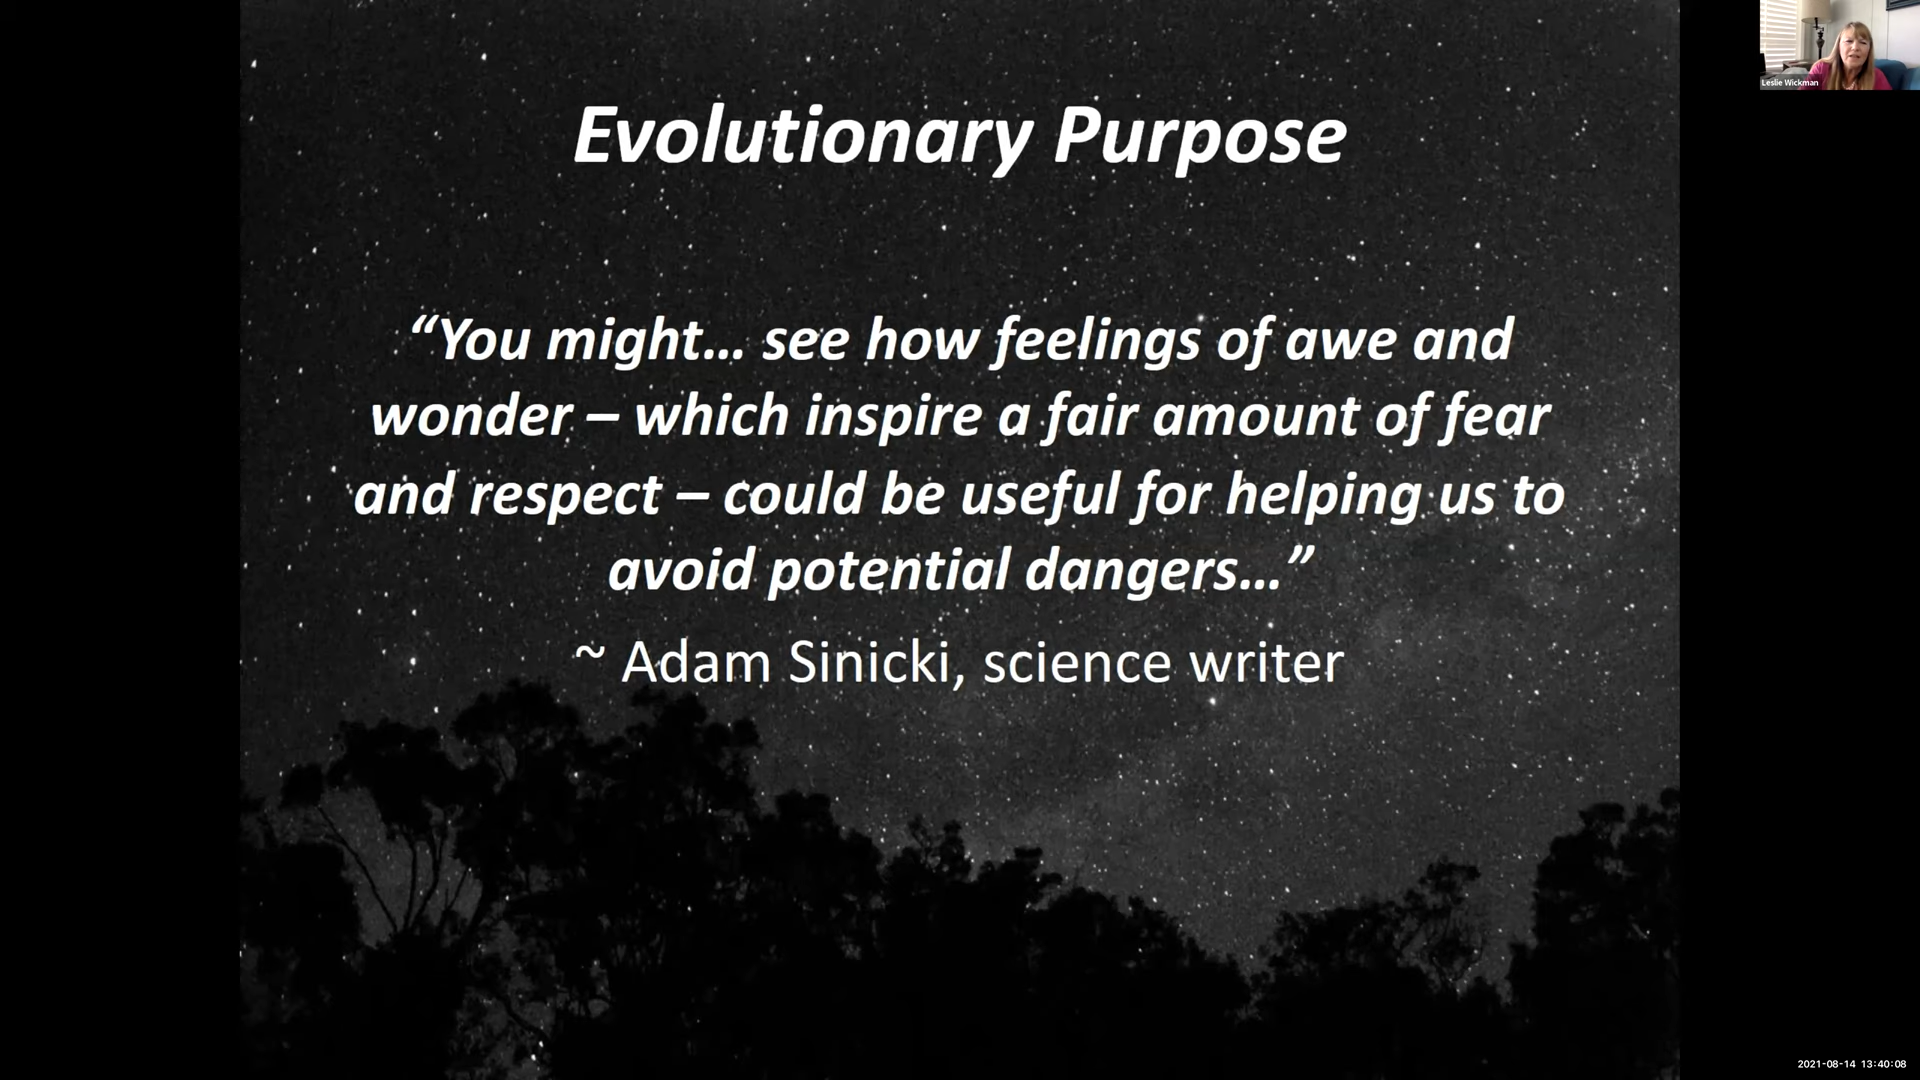 Leslie Wickman
Evolutionary Purpose
“You might… see how feelings of awe and
wonder – which inspire a fair amount of fear
and respect – could be useful for helping us to
avoid potential dangers…”
~ Adam Sinicki, science writer
2021-08-14 13:40:08